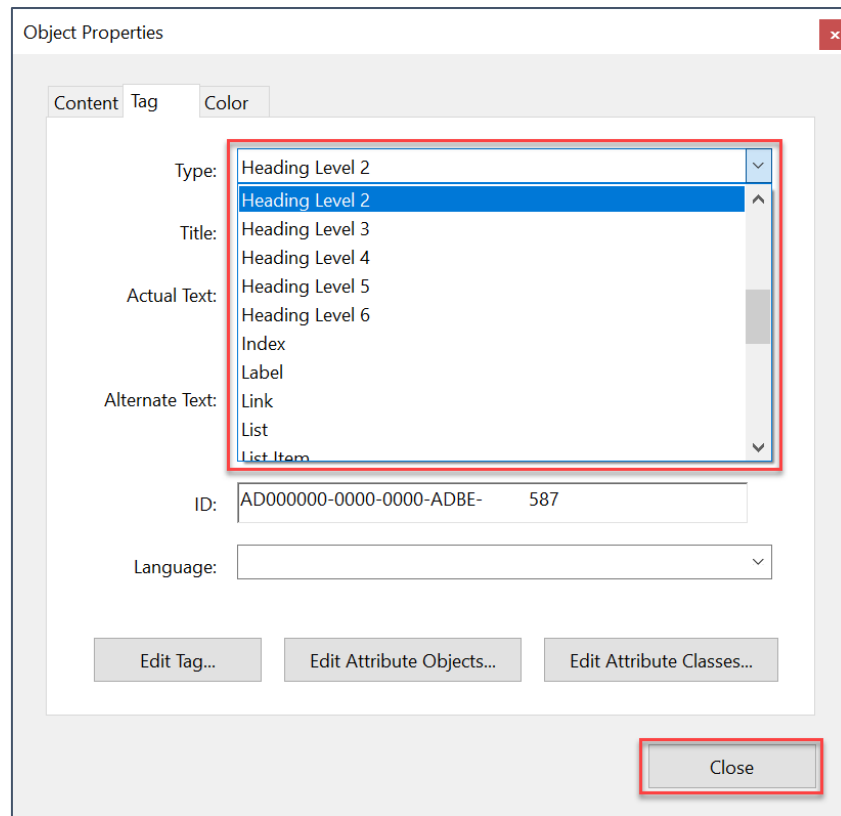 Object Properties
x
Content Tag Color
Type: Heading Level 2
Heading Level 2
Title: Heading Level 3
Heading Level 4
Actual Text: Heading Level 5
Heading Level 6
Index
Label
Alternate Text: Link
List
List Item
ID: AD000000-0000-0000-ADBE- 587
Language:
Edit Tag... Edit Attribute Objects... Edit Attribute Classes...
Close